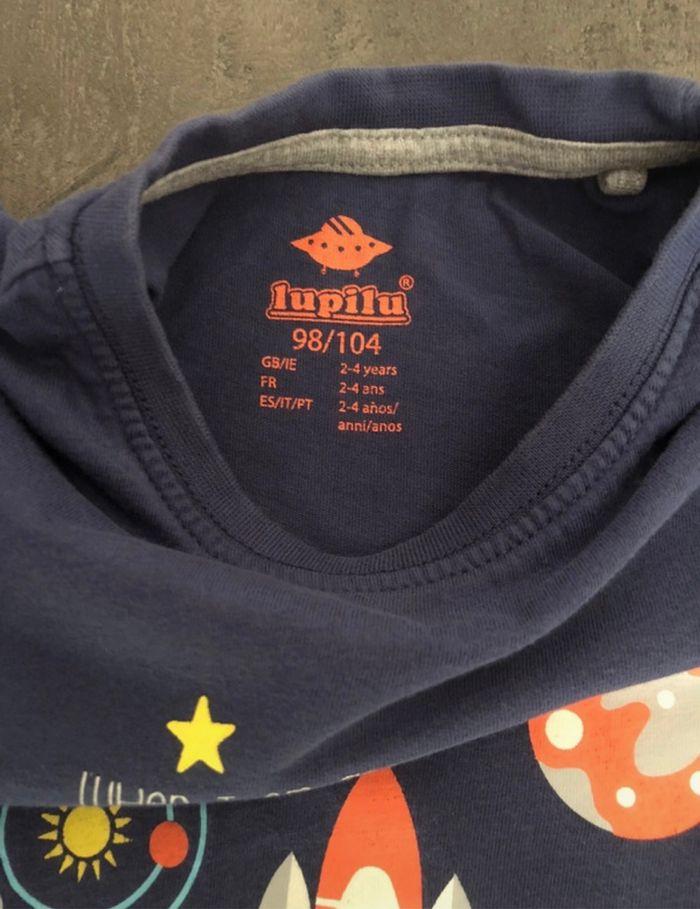 lupilu®
98/104
GB/IE 2-4 years
FR 2-4 ans
ES/IT/PT 2-4 años/
anni/anos